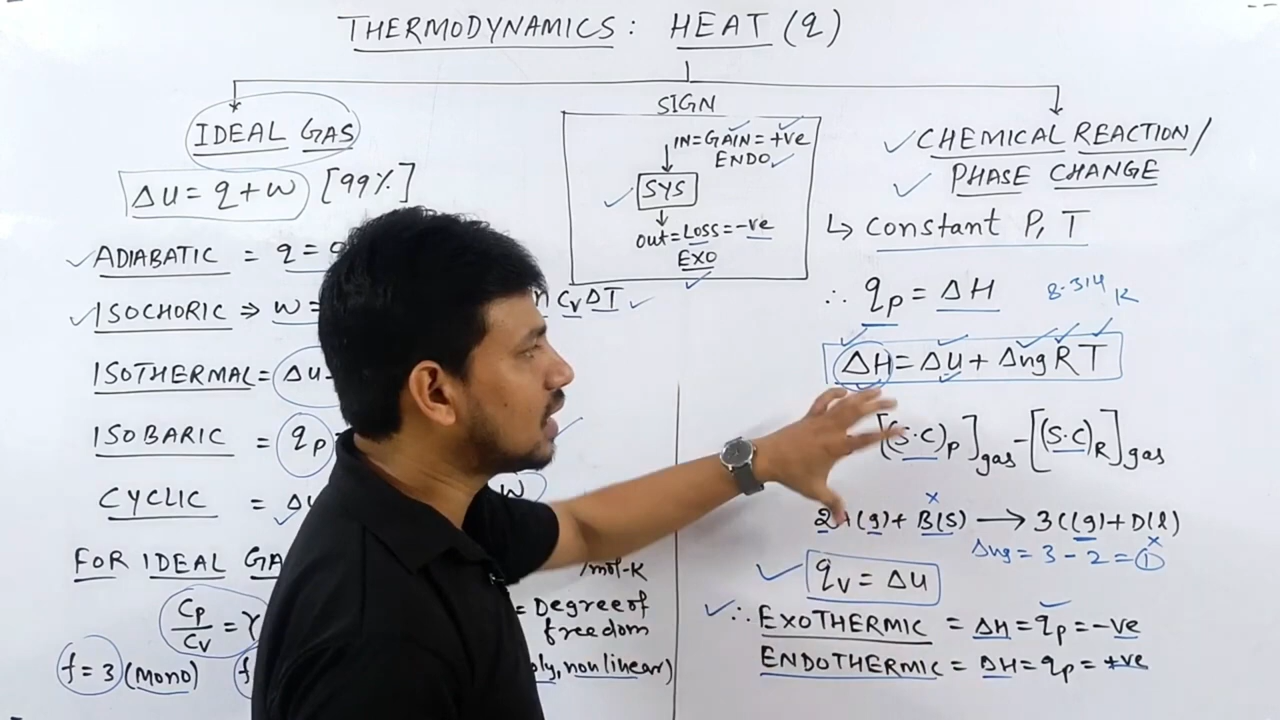 THERMODYNAMICS: HEAT (q)
IDEAL GAS
ΔU = q + w [99%]
ADIABATIC = q =
ISOCHORIC ⇒ w = n Cv ΔT
ISOTHERMAL = ΔU
ISOBARIC = qp
CYCLIC = ΔU W
FOR IDEAL GA
Cp/Cv = γ
/mol-K
= Degree of
freedom
f = 3 (mono) f poly, nonlinear)
SIGN
IN = GAIN = +ve
ENDO
SYS
out = Loss = -ve
EXO
CHEMICAL REACTION/
PHASE CHANGE
↳ Constant P, T
∴ qp = ΔH 8.314 K
ΔH = ΔU + Δng RT
[(S.C)P]gas - [(S.C)R]gas
2A(g) + B(S) → 3C(g) + D(l)
Δng = 3 - 2 = 1
qv = ΔU
∴ EXOTHERMIC = ΔH = qp = -ve
ENDOTHERMIC = ΔH = qp = +ve